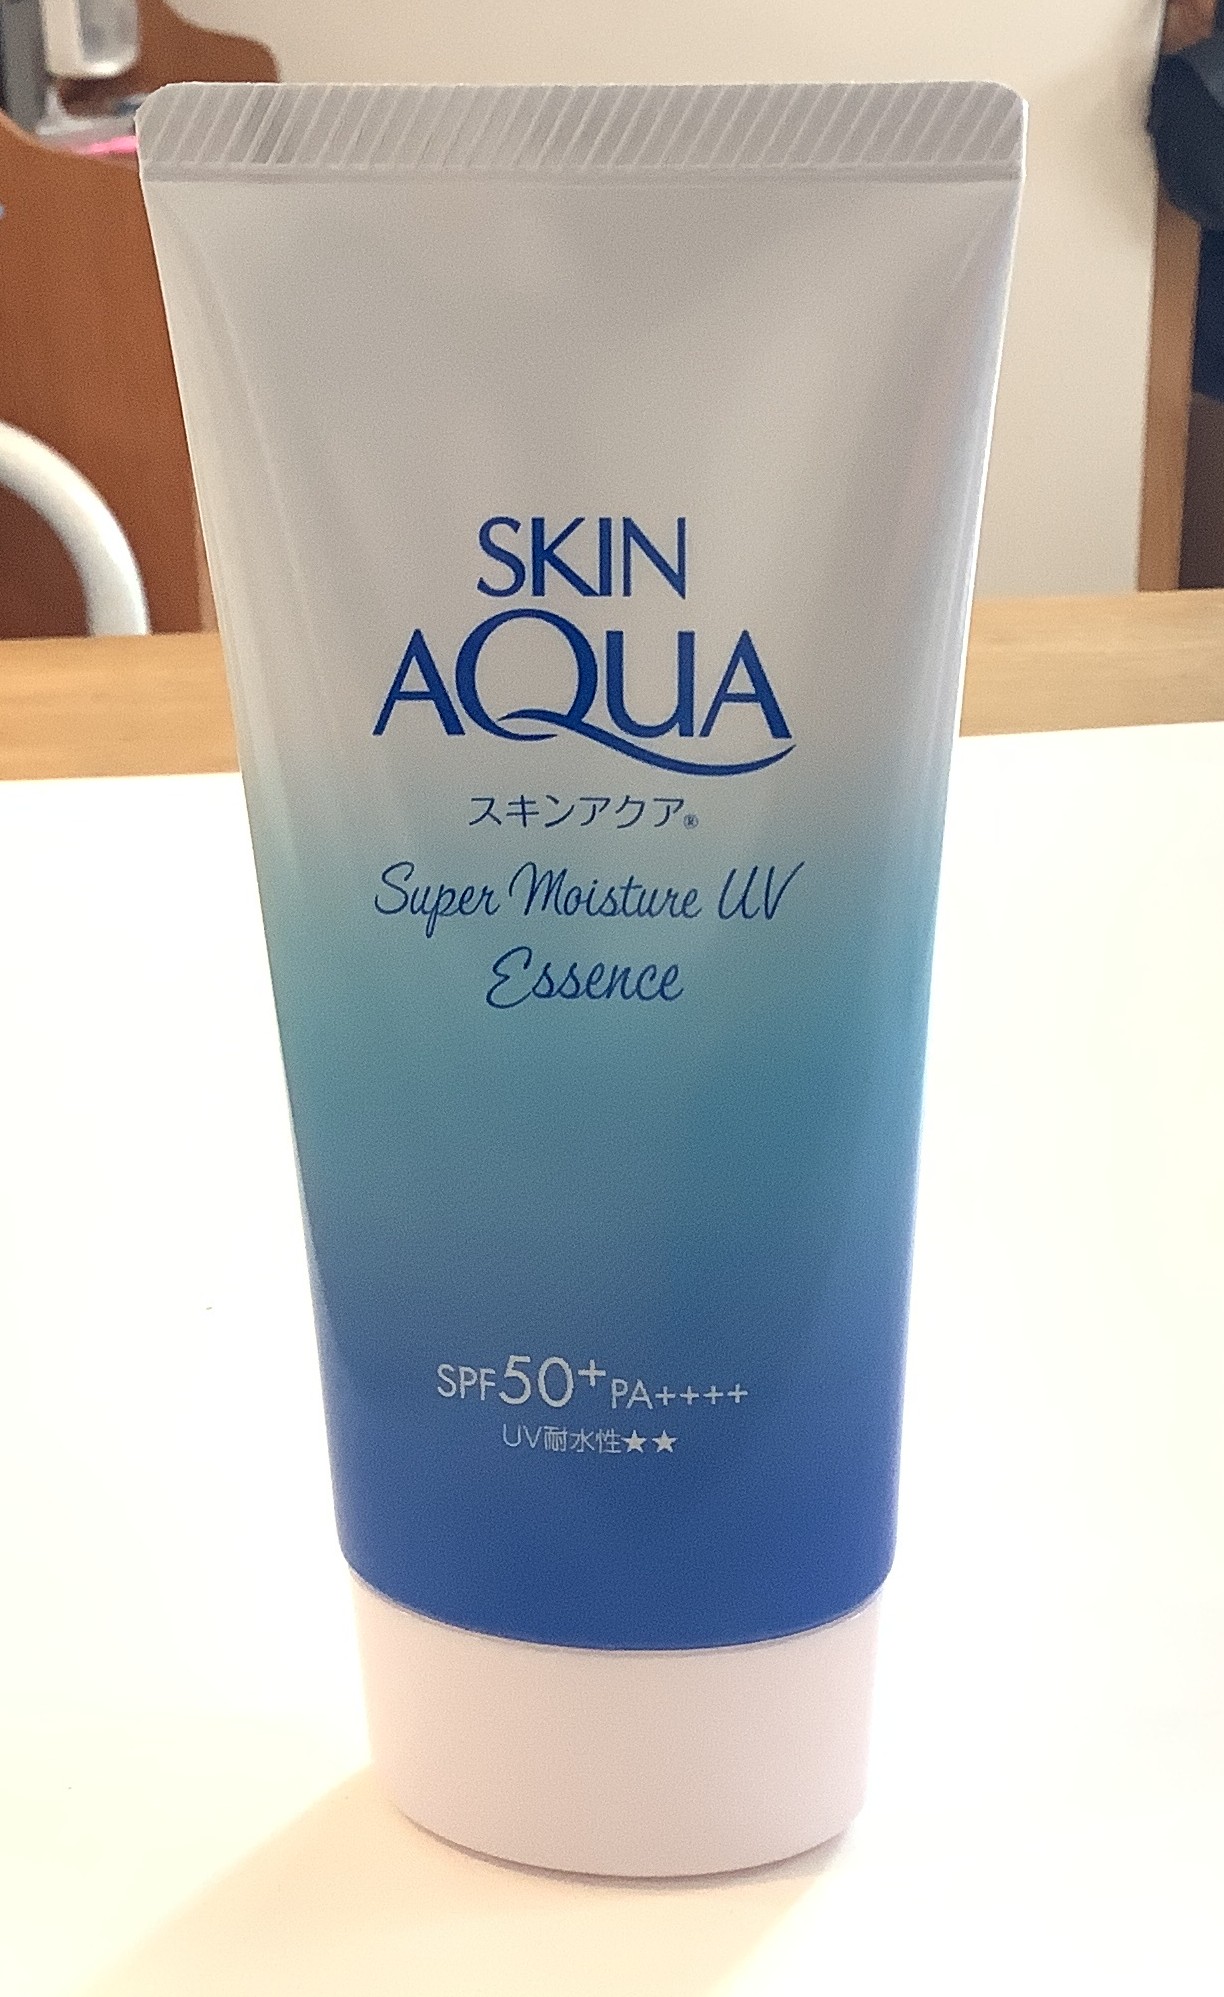 SKIN
AQUA
スキンアクア®
Super Moisture UV
Essence
SPF50+ PA++++
UV耐水性★★